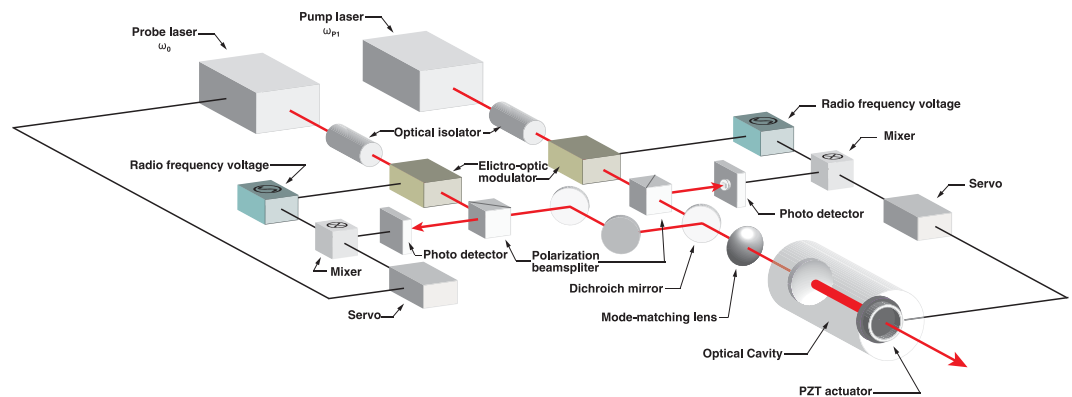 Pump laser
ωP1
Probe laser
ω0
Radio frequency voltage
Optical isolator
Mixer
Radio frequency voltage
Elictro-optic
modulator
Servo
Photo detector
Photo detector
Polarization
beamspliter
Mixer
Dichroich mirror
Servo
Mode-matching lens
Optical Cavity
PZT actuator